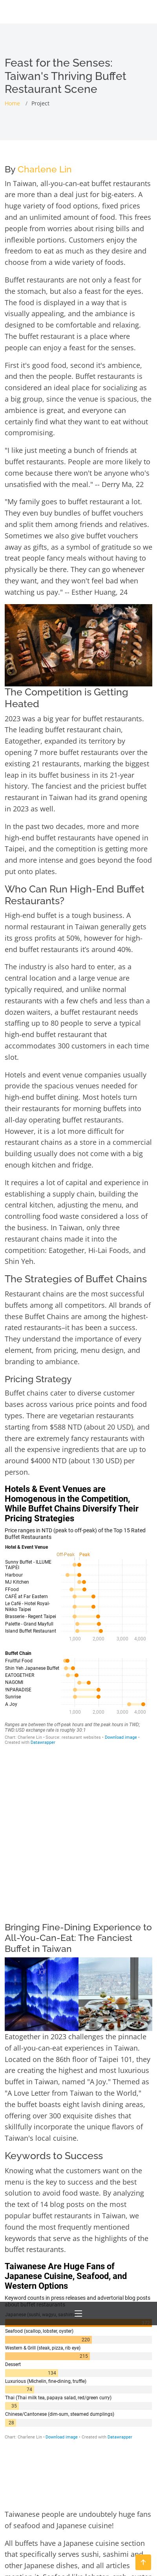 Feast for the Senses:
Taiwan's Thriving Buffet
Restaurant Scene
Home / Project
By Charlene Lin
In Taiwan, all-you-can-eat buffet restaurants
are more than a deal just for big-eaters. A
huge variety of food options, fixed prices
and an unlimited amount of food. This frees
people from worries about rising bills and
inflexible portions. Customers enjoy the
freedom to eat as much as they desire and
choose from a wide variety of foods.
Buffet restaurants are not only a feast for
the stomach, but also a feast for the eyes.
The food is displayed in a way that is
visually appealing, and the ambiance is
designed to be comfortable and relaxing.
The buffet restaurant is a place where
people can enjoy a feast for the senses.
First it's good food, second it's ambience,
and then the people. Buffet restaurant is
considered an ideal place for socializing as
a big group, since the venue is spacious, the
ambience is great, and everyone can
certainly find what they want to eat without
compromising.
"I like just meeting a bunch of friends at
buffet restaurants. People are more likely to
come because there won't be anyone who's
unsatisfied with the meal." -- Derry Ma, 22
"My family goes to buffet restaurant a lot.
They even buy bundles of buffet vouchers
and split them among friends and relatives.
Sometimes we also give buffet vouchers
away as gifts, as a symbol of gratitude so we
treat people fancy meals without having to
physically be there. They can go whenever
they want, and they won't feel bad when
watching us pay." -- Esther Huang, 24
The Competition is Getting
Heated
2023 was a big year for buffet restaurants.
The leading buffet restaurant chain,
Eatogether, expanded its territory by
opening 7 more buffet restaurants over the
existing 21 restaurants, making the biggest
leap in its buffet business in its 21-year
history. The fanciest and the priciest buffet
restaurant in Taiwan had its grand opening
in 2023 as well.
In the past two decades, more and more
high-end buffet restaurants have opened in
Taipei, and the competition is getting more
and more intense and goes beyond the food
put onto plates.
Who Can Run High-End Buffet
Restaurants?
High-end buffet is a tough business. A
normal restaurant in Taiwan generally gets
its gross profits at 50%, however for high-
end buffet restaurants it's around 40%.
The industry is also hard to enter, as a
central location and a large venue are
typically required, and unlike normal
restaurants with a few chefs and less than a
dozen waiters, a buffet restaurant needs
staffing up to 80 people to serve a typical
high-end buffet restaurant that
accommodates 300 customers in each time
slot.
Hotels and event venue companies usually
provide the spacious venues needed for
high-end buffet dining. Most hotels turn
their restaurants for morning buffets into
all-day operating buffet restaurants.
However, it is a lot more difficult for
restaurant chains as a store in a commercial
building usually does not come with a big
enough kitchen and fridge.
It requires a lot of capital and experience in
establishing a supply chain, building the
central kitchen, adjusting the menu, and
controlling food waste considered a loss of
the business. In Taiwan, only three
restaurant chains made it into the
competition: Eatogether, Hi-Lai Foods, and
Shin Yeh.
The Strategies of Buffet Chains
Restaurant chains are the most successful
buffets and competitors. All brands of
these Buffet Chains are among the highest-
rated restaurants–it has been a success.
They understand the importance of every
element, from pricing, menu design, and
branding to ambiance.
Pricing Strategy
Buffet chains cater to diverse customer
bases across various price points and food
types. There are vegetarian restaurants
starting from $588 NTD (about 20 USD), and
there are extremely fancy restaurants with
all the expensive ingredients that are up to
around $4000 NTD (about 130 USD) per
person.
Hotels & Event Venues are
Homogenous in the Competition,
While Buffet Chains Diversify Their
Pricing Strategies
Price ranges in NTD (peak to off-peak) of the Top 15 Rated
Buffet Restaurants
Hotel & Event Venue
Off-Peak Peak
Sunny Buffet - ILLUME
TAIPEI
Harbour
MJ Kitchen
FFood
CAFÉ at Far Eastern
Le Café - Hotel Royal-
Nikko Taipei
Brasserie - Regent Taipei
Palette - Grand Mayfull
Island Buffet Restaurant
1,000 2,000 3,000 4,000
Buffet Chain
Fruitful Food
Shin Yeh Japanese Buffet
EATOGETHER
NAGOMI
INPARADISE
Sunrise
A Joy
1,000 2,000 3,000 4,000
Ranges are between the off-peak hours and the peak hours in TWD,
TWD-USD exchange rate is roughly 30:1
Chart: Charlene Lin • Source: restaurant websites • Download image •
Created with Datawrapper
Bringing Fine-Dining Experience to
All-You-Can-Eat: The Fanciest
Buffet in Taiwan
Eatogether in 2023 challenges the pinnacle
of all-you-can-eat experiences in Taiwan.
Located on the 86th floor of Taipei 101, they
are creating the highest and most luxurious
buffet in Taiwan, named "A Joy." Themed as
"A Love Letter from Taiwan to the World,"
the buffet boasts eight lavish dining areas,
offering over 300 exquisite dishes that
skillfully incorporate the unique flavors of
Taiwan's local cuisine.
Keywords to Success
Knowing what the customers want on the
menu is the key to success and the best
solution to avoid food waste. By analyzing
the text of 14 blog posts on the most
popular buffet restaurants in Taiwan, we
found the most frequently mentioned
keywords that serve as the highlights of the
buffet restaurants.
Taiwanese Are Huge Fans of
Japanese Cuisine, Seafood, and
Western Options
Keyword counts in press releases and advertorial blog posts
Seafood (scallop, lobster, oyster)
220
Western & Grill (steak, pizza, rib eye)
215
Dessert
134
Luxurious (Michelin, fine-dining, truffle)
74
Thai (Thai milk tea, papaya salad, red/green curry)
35
Chinese/Cantonese (dim-sum, steamed dumplings)
28
Chart: Charlene Lin • Download image • Created with Datawrapper
Taiwanese people are undoubtedly huge fans
of seafood and Japanese cuisine!
All buffets have a Japanese cuisine section
that specifically serves sushi, sashimi and
other Japanese dishes, and all articles